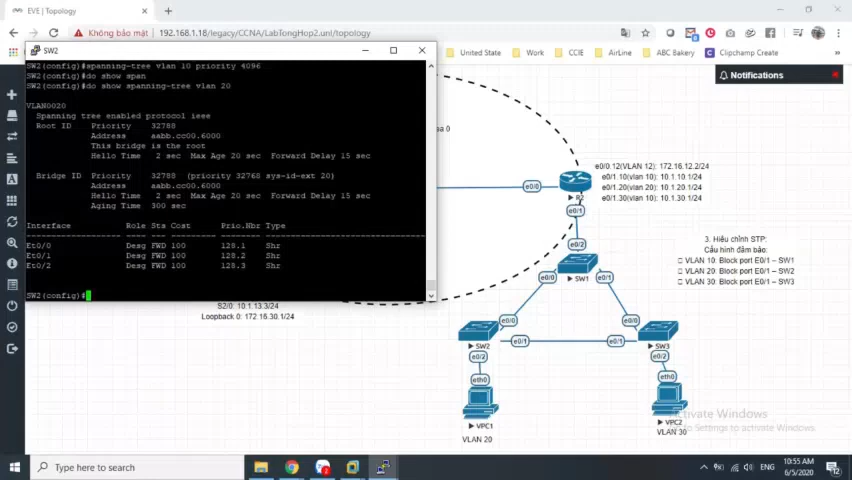 EVE | Topology
Không bảo mật
192.168.1.18/legacy/CCNA/LabTongHop2.unl/topology
United State
Work
CCIE
AirLine
ABC Bakery
Clipchamp Create
SW2
SW2(config)#spanning-tree vlan 10 priority 4096
SW2(config)#do show span
SW2(config)#do show spanning-tree vlan 20
VLAN0020
Spanning tree enabled protocol ieee
Root ID Priority 32788
Address aabb.cc00.6000
This bridge is the root
Hello Time 2 sec Max Age 20 sec Forward Delay 15 sec
Bridge ID Priority 32788 (priority 32768 sys-id-ext 20)
Address aabb.cc00.6000
Hello Time 2 sec Max Age 20 sec Forward Delay 15 sec
Aging Time 300 sec
Interface Role Sts Cost Prio.Nbr Type
Et0/0 Desg FWD 100 128.1 Shr
Et0/1 Desg FWD 100 128.2 Shr
Et0/2 Desg FWD 100 128.3 Shr
SW2(config)#
Notifications
ea 0
e0/0.12(VLAN 12): 172.16.12.2/24
e0/1.10(vlan 10): 10.1.10.1/24
e0/1.20(vlan 20): 10.1.20.1/24
e0/1.30(vlan 30): 10.1.30.1/24
e0/0
R2
e0/1
e0/2
SW1
3. Hiệu chỉnh STP:
Cấu hình đảm bảo:
VLAN 10: Block port E0/1 – SW1
VLAN 20: Block port E0/1 – SW2
VLAN 30: Block port E0/1 – SW3
e0/0
e0/1
S2/0: 10.1.13.3/24
Loopback 0: 172.16.30.1/24
e0/0
e0/0
SW2
e0/1
e0/1
SW3
e0/2
e0/2
eth0
eth0
VPC1
VLAN 20
VPC2
VLAN 30
Activate Windows
Go to Settings to activate Windows.
Type here to search
ENG
10:55 AM
6/5/2020
12
2